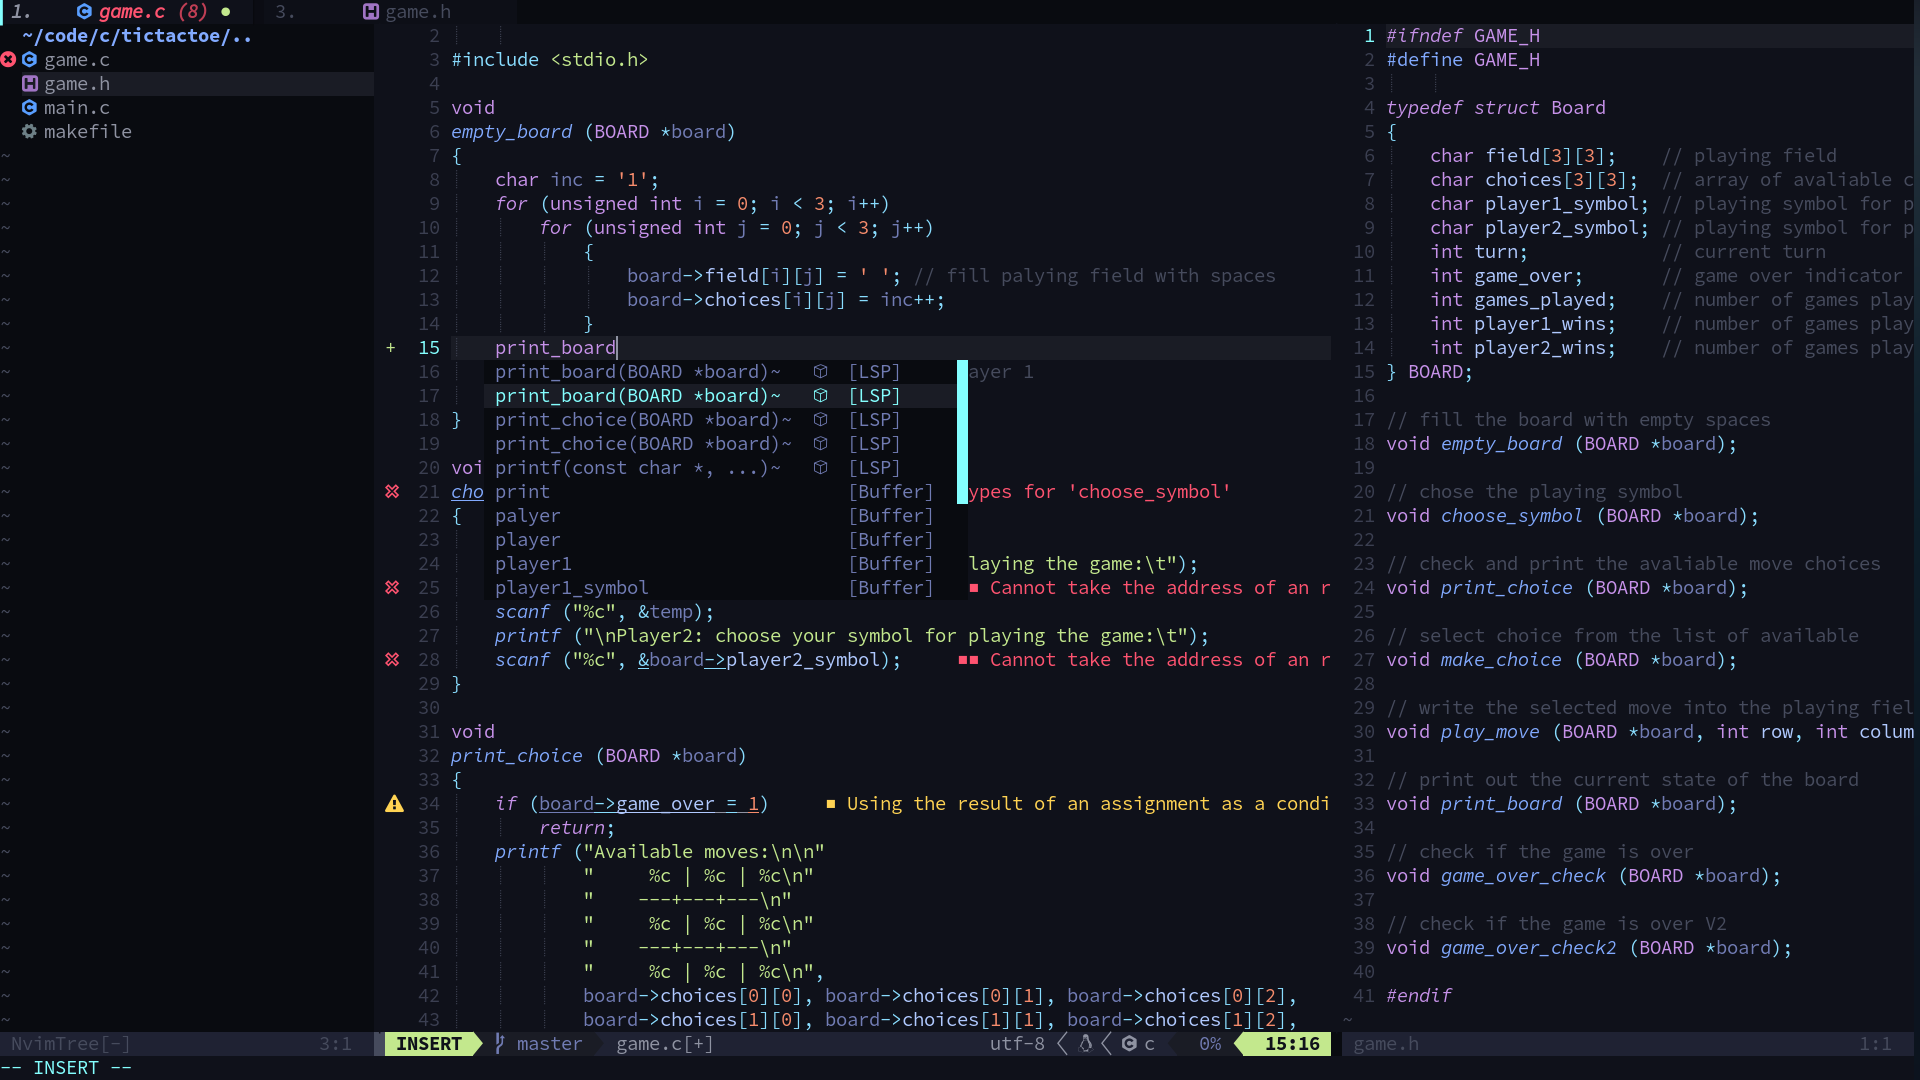 1. game.c (8) ● 3. game.h
~/code/c/tictactoe/..
game.c
game.h
main.c
makefile
2
3 #include <stdio.h>
4
5 void
6 empty_board (BOARD *board)
7 {
8 char inc = '1';
9 for (unsigned int i = 0; i < 3; i++)
10 for (unsigned int j = 0; j < 3; j++)
11 {
12 board->field[i][j] = ' '; // fill palying field with spaces
13 board->choices[i][j] = inc++;
14 }
+ 15 print_board
16 print_board(BOARD *board)~ [LSP] ayer 1
17 print_board(BOARD *board)~ [LSP]
18 } print_choice(BOARD *board)~ [LSP]
19 print_choice(BOARD *board)~ [LSP]
20 voi printf(const char *, ...)~ [LSP]
21 cho print [Buffer] ypes for 'choose_symbol'
22 { palyer [Buffer]
23 player [Buffer]
24 player1 [Buffer] laying the game:\t");
25 player1_symbol [Buffer] ■ Cannot take the address of an r
26 scanf ("%c", &temp);
27 printf ("\nPlayer2: choose your symbol for playing the game:\t");
28 scanf ("%c", &board->player2_symbol); ■■ Cannot take the address of an r
29 }
30
31 void
32 print_choice (BOARD *board)
33 {
34 if (board->game_over = 1) ■ Using the result of an assignment as a condi
35 return;
36 printf ("Available moves:\n\n"
37 " %c | %c | %c\n"
38 " ---+---+---\n"
39 " %c | %c | %c\n"
40 " ---+---+---\n"
41 " %c | %c | %c\n",
42 board->choices[0][0], board->choices[0][1], board->choices[0][2],
43 board->choices[1][0], board->choices[1][1], board->choices[1][2],
1 #ifndef GAME_H
2 #define GAME_H
3
4 typedef struct Board
5 {
6 char field[3][3]; // playing field
7 char choices[3][3]; // array of avaliable c
8 char player1_symbol; // playing symbol for p
9 char player2_symbol; // playing symbol for p
10 int turn; // current turn
11 int game_over; // game over indicator
12 int games_played; // number of games play
13 int player1_wins; // number of games play
14 int player2_wins; // number of games play
15 } BOARD;
16
17 // fill the board with empty spaces
18 void empty_board (BOARD *board);
19
20 // chose the playing symbol
21 void choose_symbol (BOARD *board);
22
23 // check and print the avaliable move choices
24 void print_choice (BOARD *board);
25
26 // select choice from the list of available
27 void make_choice (BOARD *board);
28
29 // write the selected move into the playing fiel
30 void play_move (BOARD *board, int row, int colum
31
32 // print out the current state of the board
33 void print_board (BOARD *board);
34
35 // check if the game is over
36 void game_over_check (BOARD *board);
37
38 // check if the game is over V2
39 void game_over_check2 (BOARD *board);
40
41 #endif
~
NvimTree[-] 3:1 INSERT master game.c[+] utf-8 c 0% 15:16 game.h 1:1
-- INSERT --